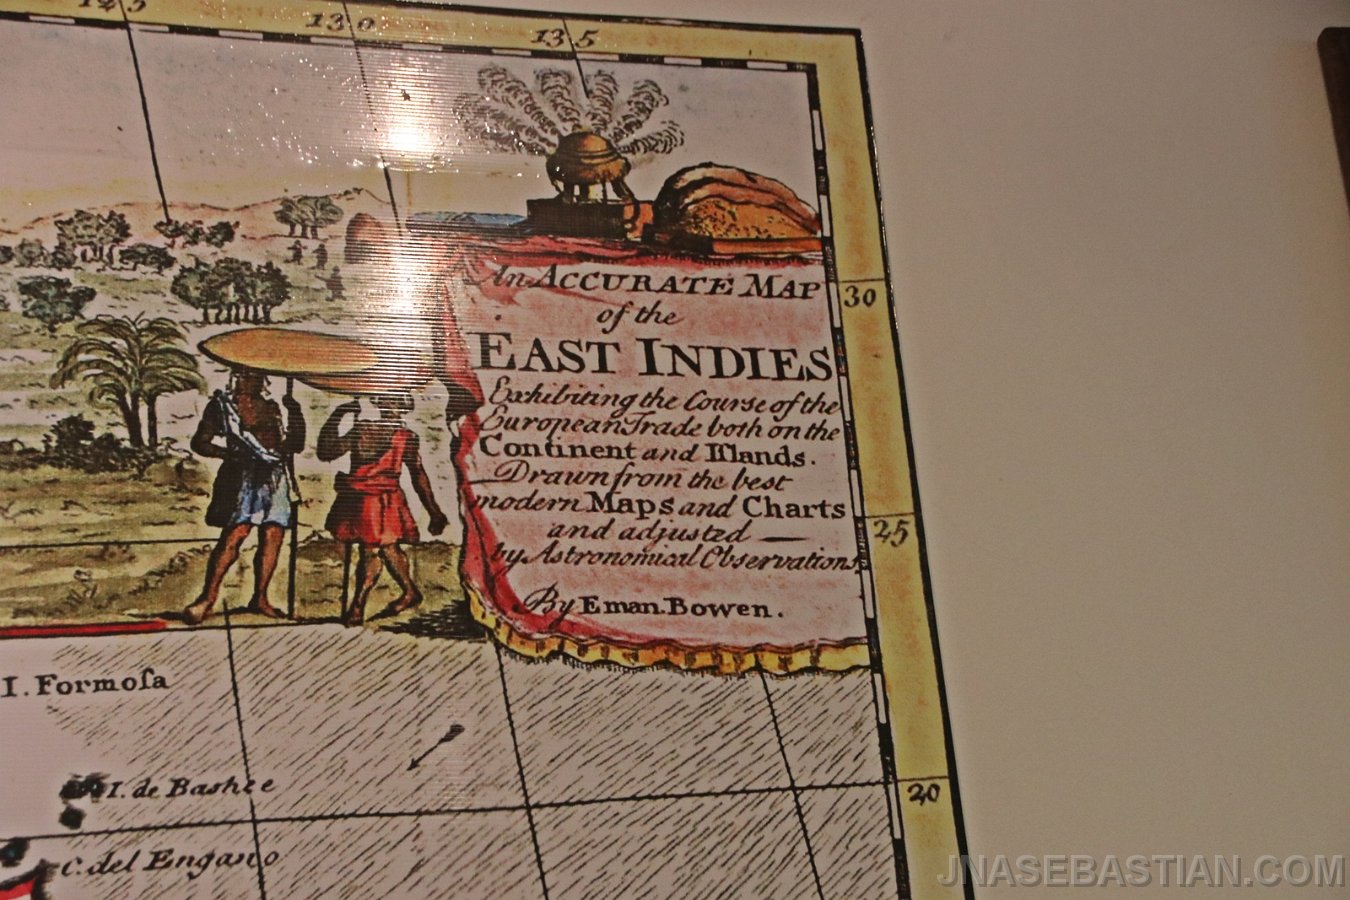 125
130
135
An ACCURATE MAP
of the
EAST INDIES
Exhibiting the Course of the
European Trade both on the
Continent and Iſlands.
Drawn from the best
modern Maps and Charts
and adjusted
by Astronomical Observations,
By Eman. Bowen.
30
25
20
I. Formoſa
I. de Bashee
C. del Engano
JNASEBASTIAN.COM